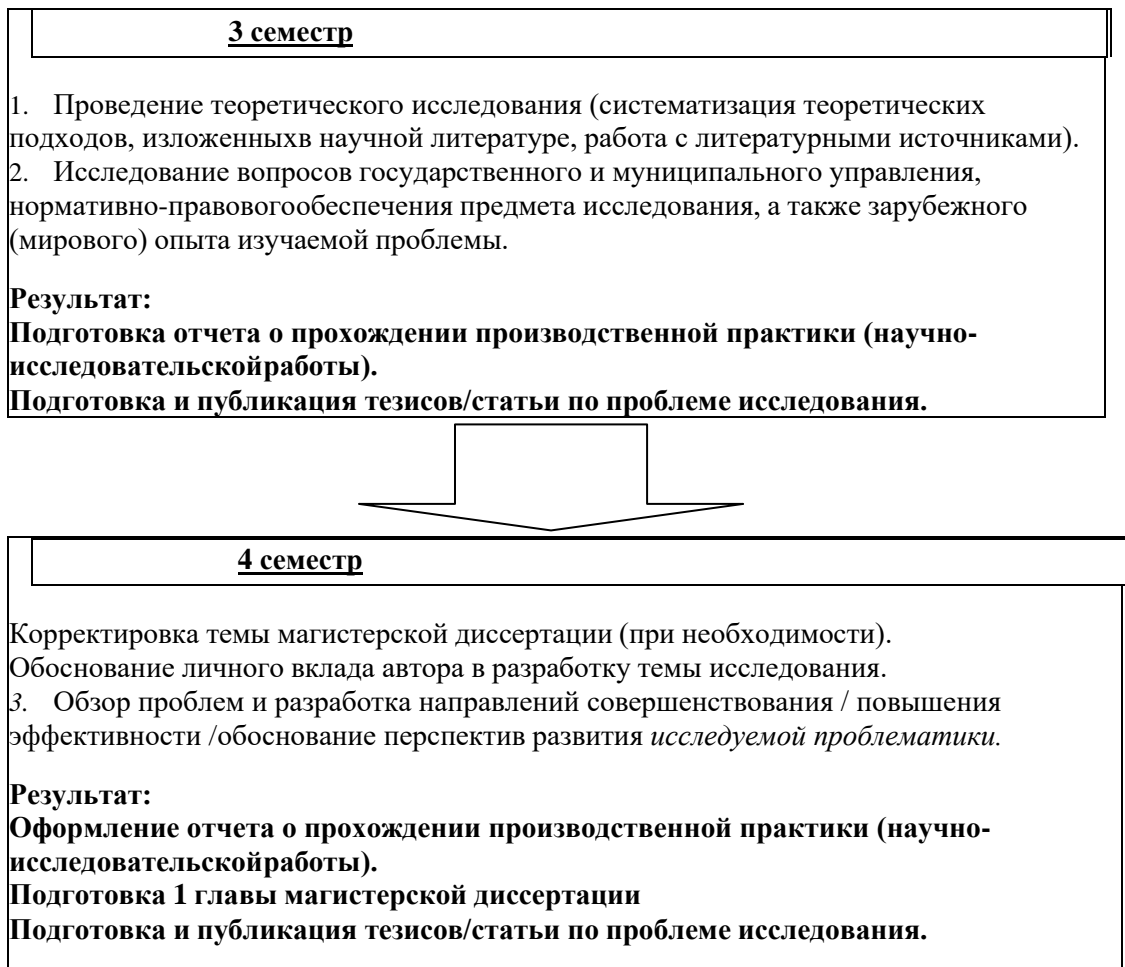 3 семестр
1. Проведение теоретического исследования (систематизация теоретических
подходов, изложенныхв научной литературе, работа с литературными источниками).
2. Исследование вопросов государственного и муниципального управления,
нормативно-правовогообеспечения предмета исследования, а также зарубежного
(мирового) опыта изучаемой проблемы.
Результат:
Подготовка отчета о прохождении производственной практики (научно-
исследовательскойработы).
Подготовка и публикация тезисов/статьи по проблеме исследования.
4 семестр
Корректировка темы магистерской диссертации (при необходимости).
Обоснование личного вклада автора в разработку темы исследования.
3. Обзор проблем и разработка направлений совершенствования / повышения
эффективности /обоснование перспектив развития исследуемой проблематики.
Результат:
Оформление отчета о прохождении производственной практики (научно-
исследовательскойработы).
Подготовка 1 главы магистерской диссертации
Подготовка и публикация тезисов/статьи по проблеме исследования.